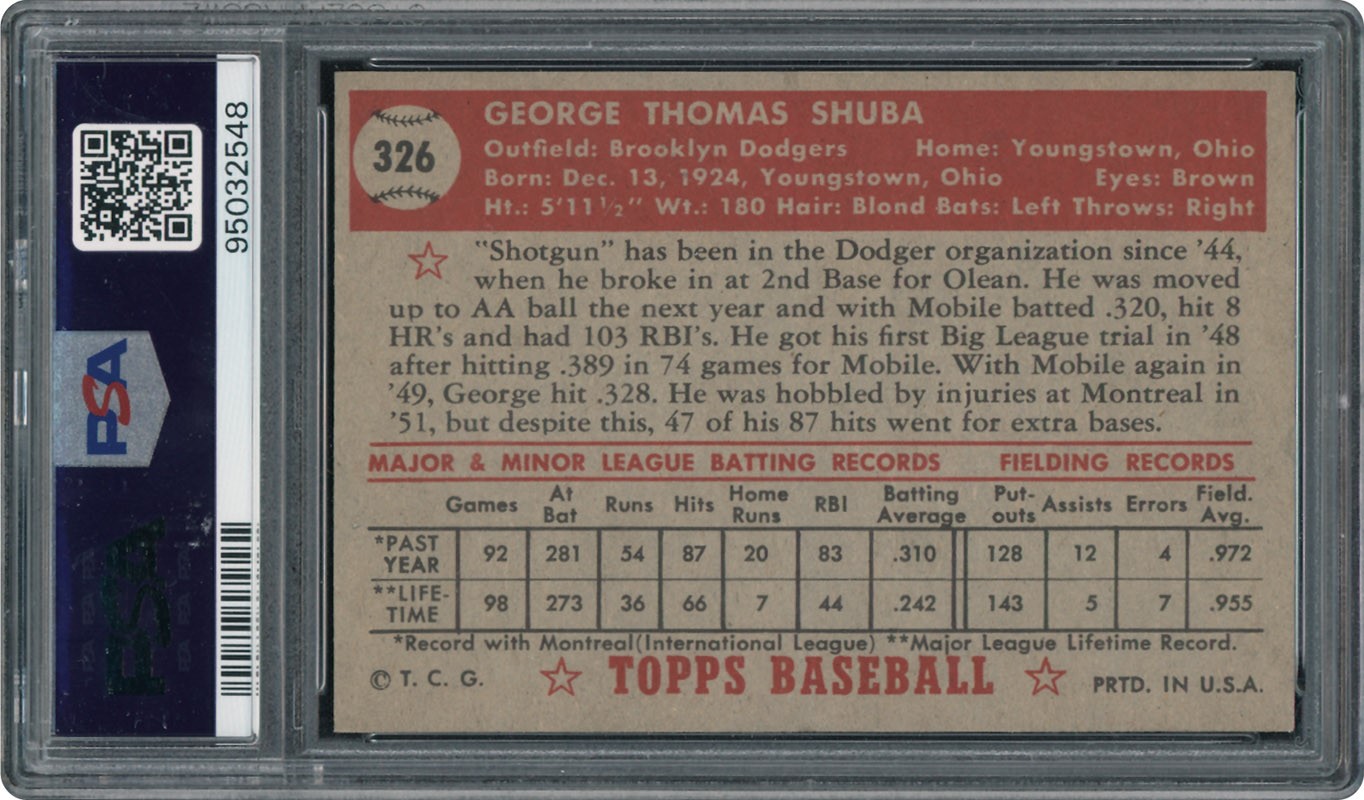 95032548
PSA
PSA
326
GEORGE THOMAS SHUBA
Outfield: Brooklyn Dodgers Home: Youngstown, Ohio
Born: Dec. 13, 1924, Youngstown, Ohio Eyes: Brown
Ht.: 5'11½" Wt.: 180 Hair: Blond Bats: Left Throws: Right
"Shotgun" has been in the Dodger organization since '44,
when he broke in at 2nd Base for Olean. He was moved
up to AA ball the next year and with Mobile batted .320, hit 8
HR's and had 103 RBI's. He got his first Big League trial in '48
after hitting .389 in 74 games for Mobile. With Mobile again in
'49, George hit .328. He was hobbled by injuries at Montreal in
'51, but despite this, 47 of his 87 hits went for extra bases.
MAJOR & MINOR LEAGUE BATTING RECORDS FIELDING RECORDS
Games At Bat Runs Hits Home Runs RBI Batting Average Put-outs Assists Errors Field. Avg.
*PAST YEAR 92 281 54 87 20 83 .310 128 12 4 .972
**LIFE-TIME 98 273 36 66 7 44 .242 143 5 7 .955
*Record with Montreal(International League) **Major League Lifetime Record.
© T. C. G. TOPPS BASEBALL PRTD. IN U.S.A.